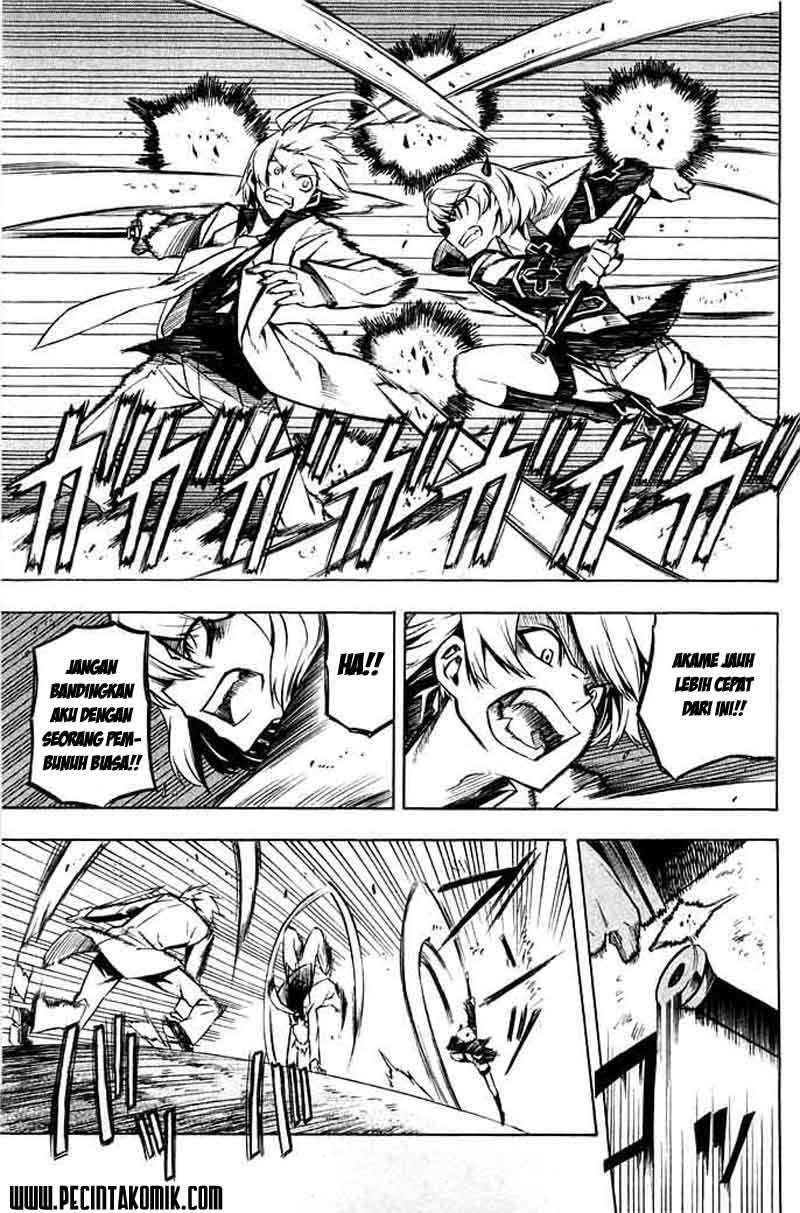 ガガガガガガ
AKAME JAUH
LEBIH CEPAT
DARI INI!!
HA!!
JANGAN
BANDINGKAN
AKU DENGAN
SEORANG PEM-
BUNUH BIASA!!
WWW.PECINTAKOMIK.COM